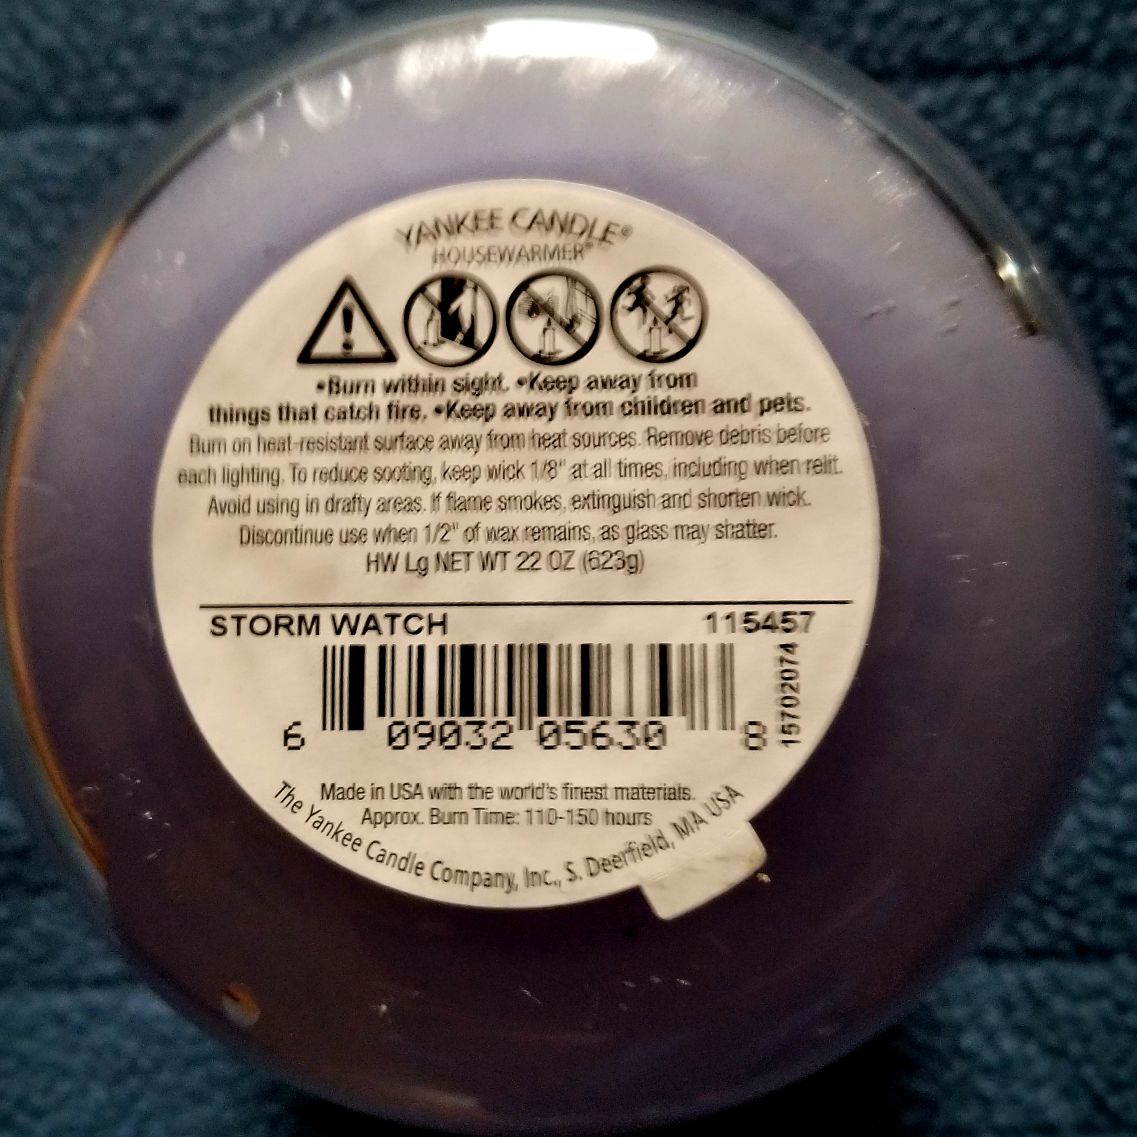 YANKEE CANDLE®
HOUSEWARMER®
•Burn within sight. •Keep away from
things that catch fire. •Keep away from children and pets.
Burn on heat-resistant surface away from heat sources. Remove debris before
each lighting. To reduce sooting, keep wick 1/8" at all times, including when relit.
Avoid using in drafty areas. If flame smokes, extinguish and shorten wick.
Discontinue use when 1/2" of wax remains, as glass may shatter.
HW Lg NET WT 22 OZ (623g)
STORM WATCH 115457
15702074
6 09032 05630 8
Made in USA with the world's finest materials.
Approx. Burn Time: 110-150 hours
The Yankee Candle Company, Inc., S. Deerfield, MA USA